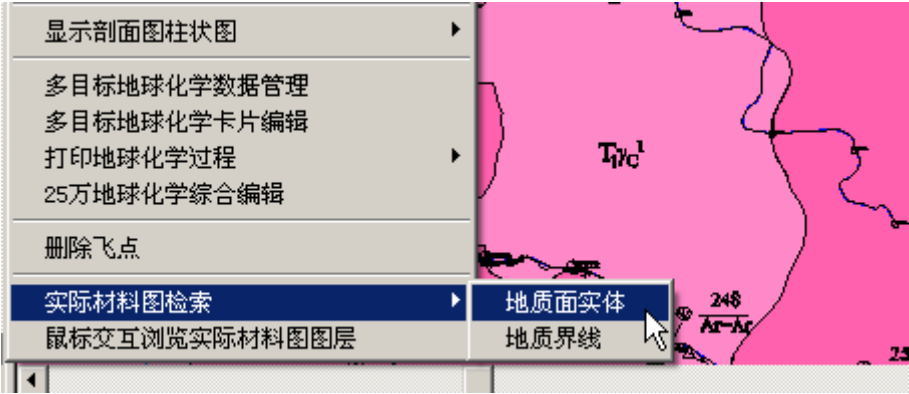 显示剖面图柱状图
多目标地球化学数据管理
多目标地球化学卡片编辑
打印地球化学过程
25万地球化学综合编辑
删除飞点
实际材料图检索
鼠标交互浏览实际材料图图层
地质面实体
地质界线
T₁γC¹
248
Ar-Ar
25